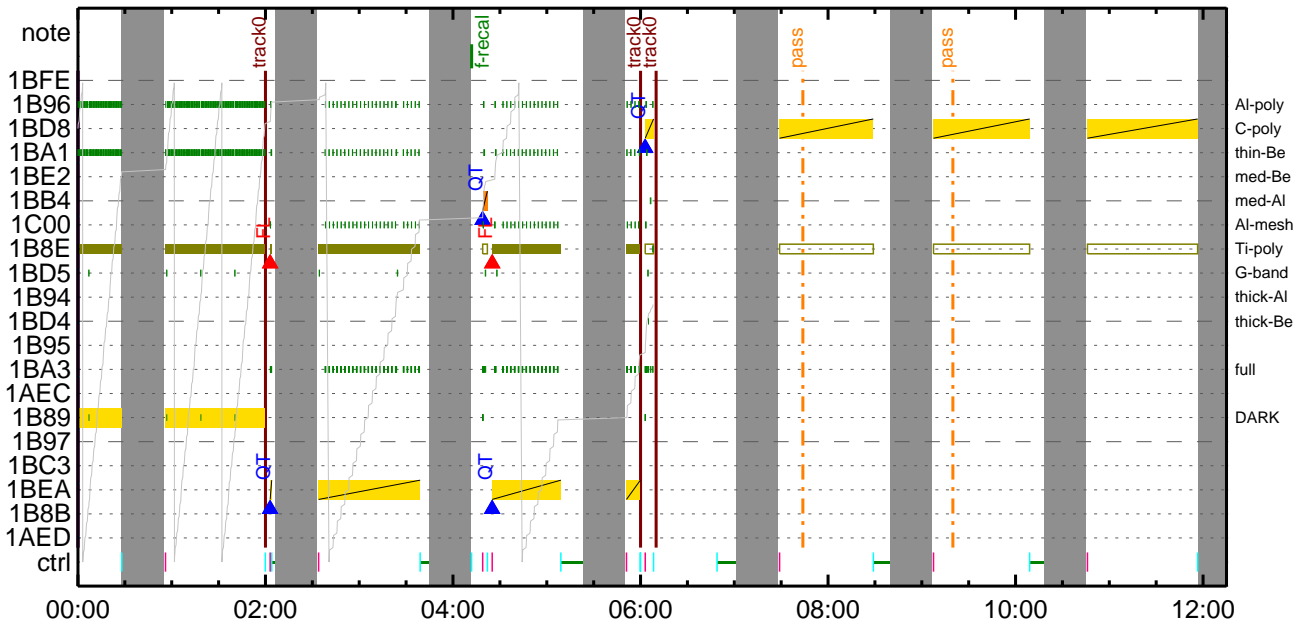 note
track0
f-recal
track0
track0
pass
pass
1BFE
1B96
QT
Al-poly
1BD8
C-poly
1BA1
thin-Be
1BE2
QT
med-Be
1BB4
med-Al
1C00
Al-mesh
1B8E
Ti-poly
1BD5
G-band
1B94
thick-Al
1BD4
thick-Be
1B95
1BA3
full
1AEC
1B89
DARK
1B97
1BC3
QT
QT
1BEA
1B8B
1AED
ctrl
00:00
02:00
04:00
06:00
08:00
10:00
12:00